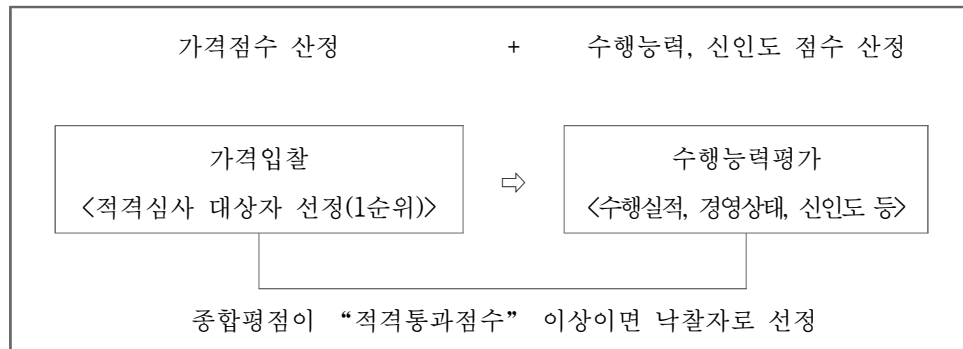 가격점수 산정 + 수행능력, 신인도 점수 산정
가격입찰
<적격심사 대상자 선정(1순위)>
⇨
수행능력평가
<수행실적, 경영상태, 신인도 등>
종합평점이 “적격통과점수” 이상이면 낙찰자로 선정